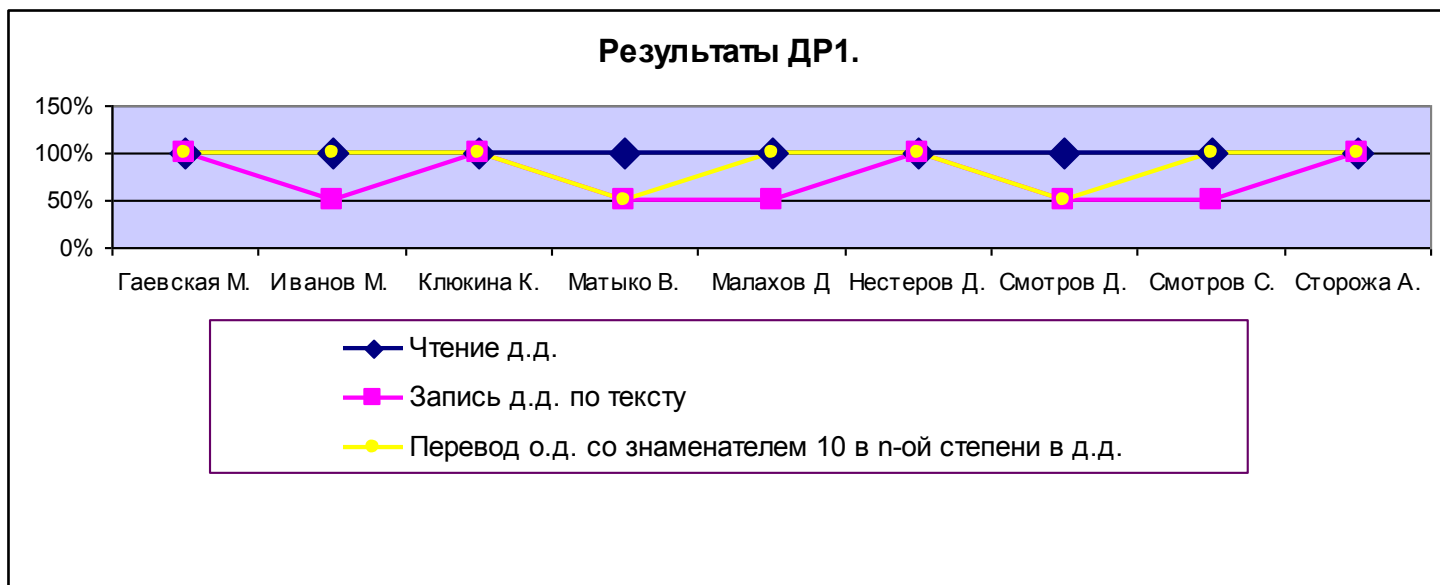 Результаты ДР1.
150%
100%
50%
0%
Гаевская М. Иванов М. Клюкина К. Матыко В. Малахов Д Нестеров Д. Смотров Д. Смотров С. Сторожа А.
Чтение д.д.
Запись д.д. по тексту
Перевод о.д. со знаменателем 10 в n-ой степени в д.д.